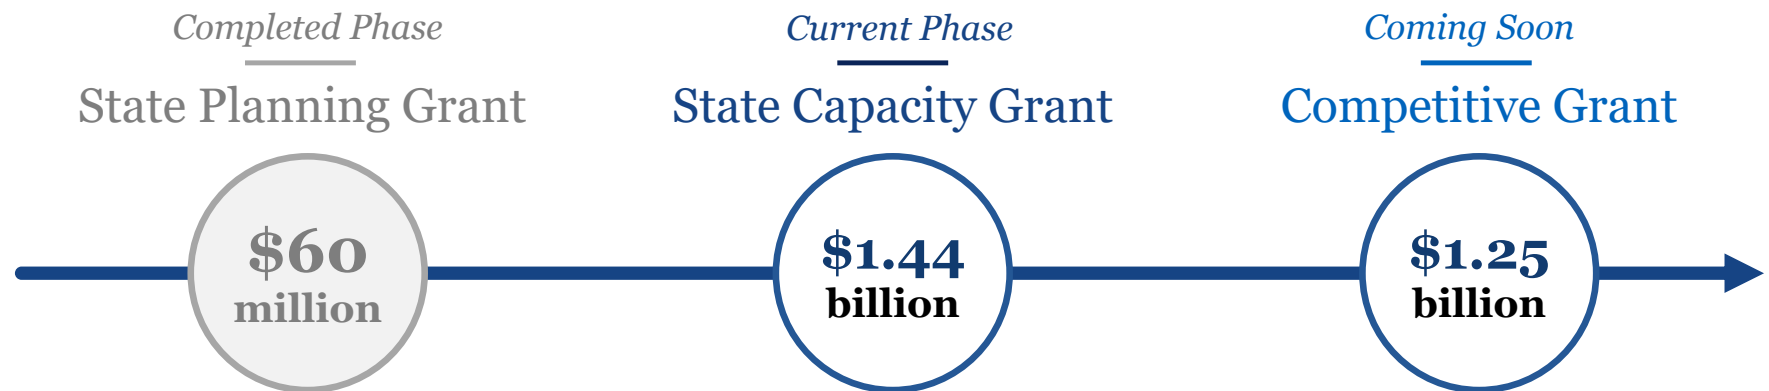 Completed Phase
State Planning Grant
$60
million
Current Phase
State Capacity Grant
$1.44
billion
Coming Soon
Competitive Grant
$1.25
billion